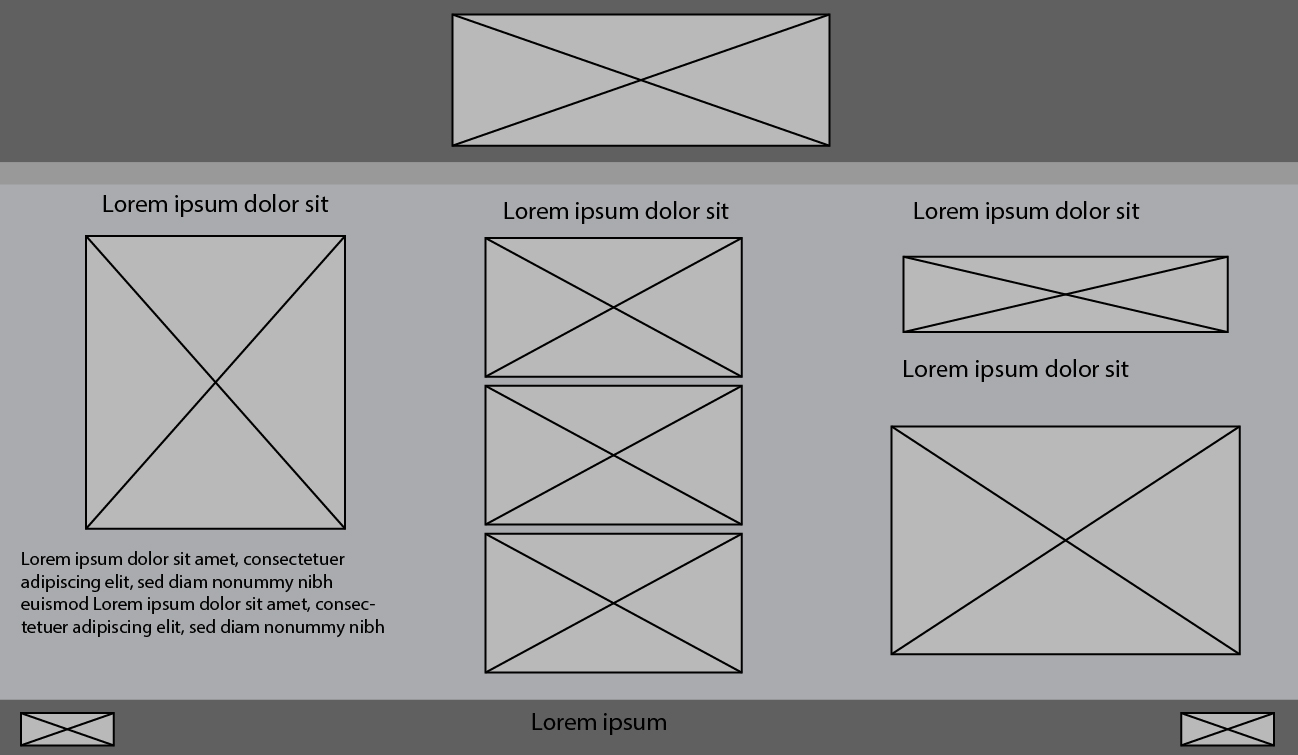 Lorem ipsum dolor sit
Lorem ipsum dolor sit amet, consectetuer
adipiscing elit, sed diam nonummy nibh
euismod Lorem ipsum dolor sit amet, consec-
tetuer adipiscing elit, sed diam nonummy nibh
Lorem ipsum dolor sit
Lorem ipsum dolor sit
Lorem ipsum dolor sit
Lorem ipsum